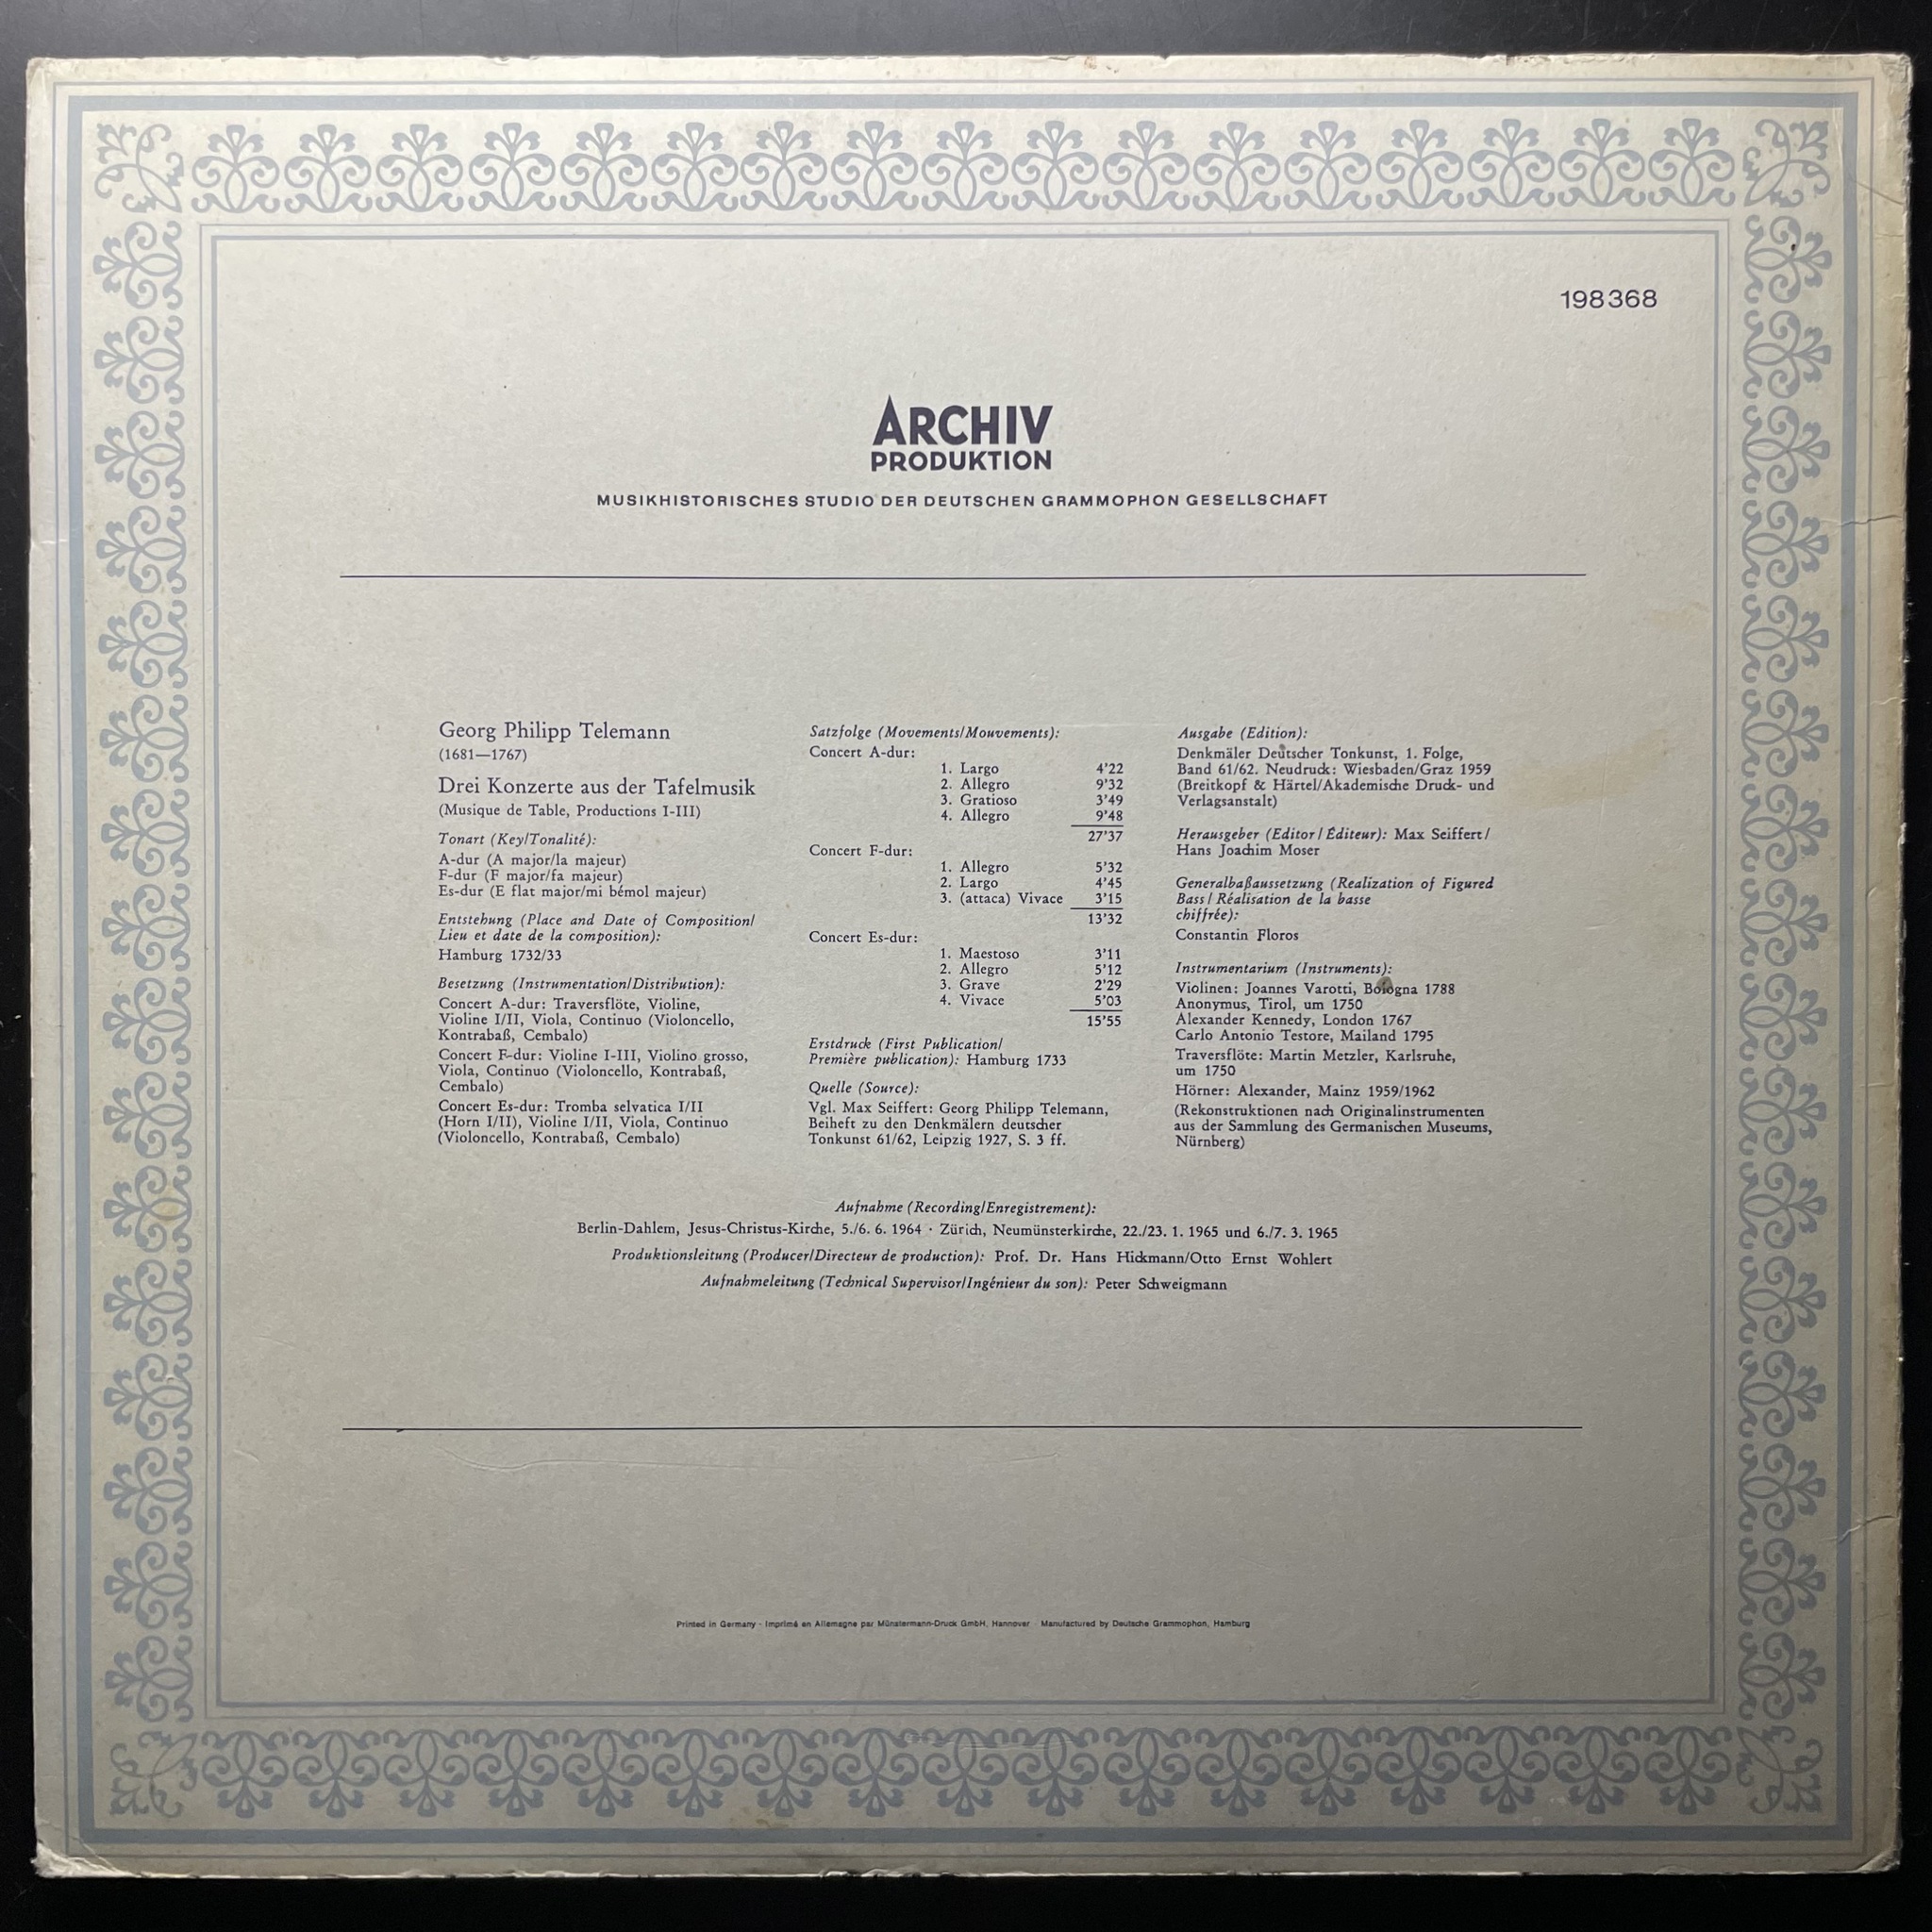 198368
ARCHIV
PRODUKTION
MUSIKHISTORISCHES STUDIO DER DEUTSCHEN GRAMMOPHON GESELLSCHAFT
Georg Philipp Telemann
(1681—1767)
Drei Konzerte aus der Tafelmusik
(Musique de Table, Productions I-III)
Tonart (Key/Tonalité):
A-dur (A major/la majeur)
F-dur (F major/fa majeur)
Es-dur (E flat major/mi bémol majeur)
Entstehung (Place and Date of Composition/
Lieu et date de la composition):
Hamburg 1732/33
Besetzung (Instrumentation/Distribution):
Concert A-dur: Traversflöte, Violine,
Violine I/II, Viola, Continuo (Violoncello,
Kontrabaß, Cembalo)
Concert F-dur: Violine I-III, Violino grosso,
Viola, Continuo (Violoncello, Kontrabaß,
Cembalo)
Concert Es-dur: Tromba selvatica I/II
(Horn I/II), Violine I/II, Viola, Continuo
(Violoncello, Kontrabaß, Cembalo)
Satzfolge (Movements/Mouvements):
Concert A-dur:
1. Largo 4'22
2. Allegro 9'32
3. Gratioso 3'49
4. Allegro 9'48
27'37
Concert F-dur:
1. Allegro 5'32
2. Largo 4'45
3. (attaca) Vivace 3'15
13'32
Concert Es-dur:
1. Maestoso 3'11
2. Allegro 5'12
3. Grave 2'29
4. Vivace 5'03
15'55
Erstdruck (First Publication/
Première publication): Hamburg 1733
Quelle (Source):
Vgl. Max Seiffert: Georg Philipp Telemann,
Beiheft zu den Denkmälern deutscher
Tonkunst 61/62, Leipzig 1927, S. 3 ff.
Ausgabe (Edition):
Denkmäler Deutscher Tonkunst, 1. Folge,
Band 61/62. Neudruck: Wiesbaden/Graz 1959
(Breitkopf & Härtel/Akademische Druck- und
Verlagsanstalt)
Herausgeber (Editor / Éditeur): Max Seiffert/
Hans Joachim Moser
Generalbaßaussetzung (Realization of Figured
Bass / Réalisation de la basse
chiffrée):
Constantin Floros
Instrumentarium (Instruments):
Violinen: Joannes Varotti, Bologna 1788
Anonymus, Tirol, um 1750
Alexander Kennedy, London 1767
Carlo Antonio Testore, Mailand 1795
Traversflöte: Martin Metzler, Karlsruhe,
um 1750
Hörner: Alexander, Mainz 1959/1962
(Rekonstruktionen nach Originalinstrumenten
aus der Sammlung des Germanischen Museums,
Nürnberg)
Aufnahme (Recording/Enregistrement):
Berlin-Dahlem, Jesus-Christus-Kirche, 5./6. 6. 1964 · Zürich, Neumünsterkirche, 22./23. 1. 1965 und 6./7. 3. 1965
Produktionsleitung (Producer/Directeur de production): Prof. Dr. Hans Hickmann/Otto Ernst Wohlert
Aufnahmeleitung (Technical Supervisor/Ingénieur du son): Peter Schweigmann
Printed in Germany · Imprimé en Allemagne par Münstermann-Druck GmbH, Hannover · Manufactured by Deutsche Grammophon, Hamburg